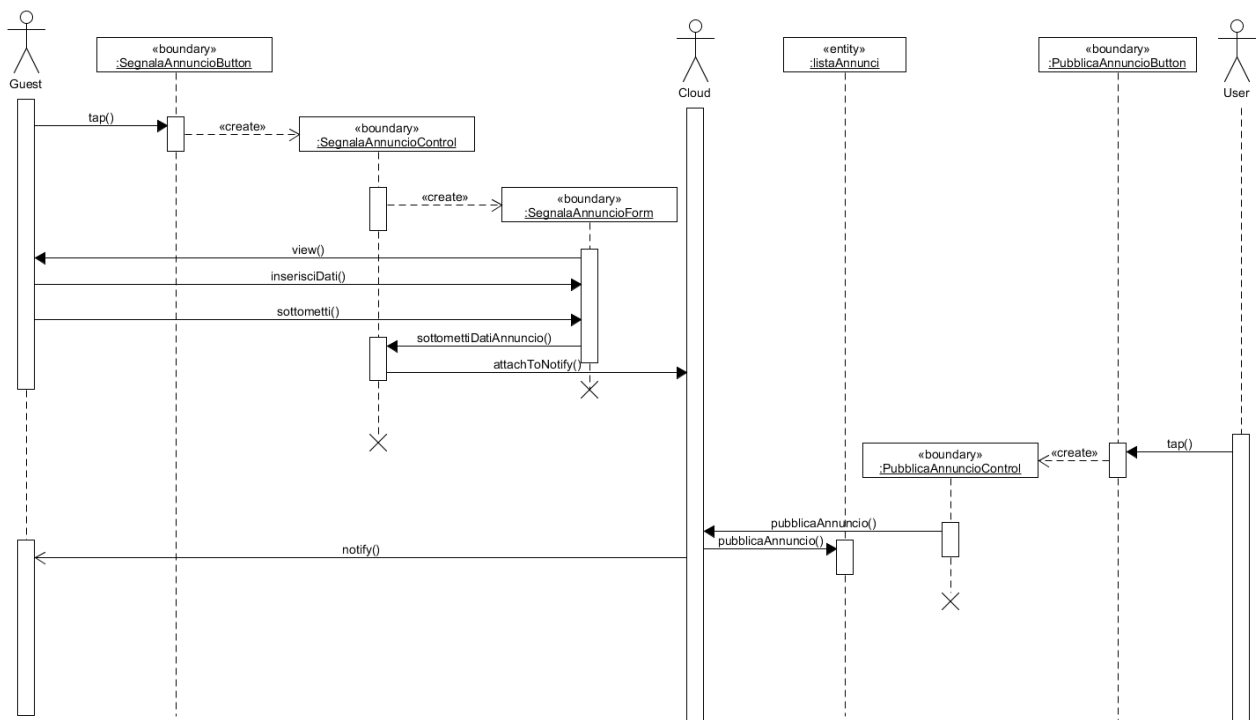 «boundary»
:SegnalaAnnuncioButton
«entity»
:listaAnnunci
«boundary»
:PubblicaAnnuncioButton
Guest
Cloud
User
tap()
«create»
«boundary»
:SegnalaAnnuncioControl
«create»
«boundary»
:SegnalaAnnuncioForm
view()
inserisciDati()
sottometti()
sottomettiDatiAnnuncio()
attachToNotify()
tap()
«create»
«boundary»
:PubblicaAnnuncioControl
pubblicaAnnuncio()
pubblicaAnnuncio()
notify()